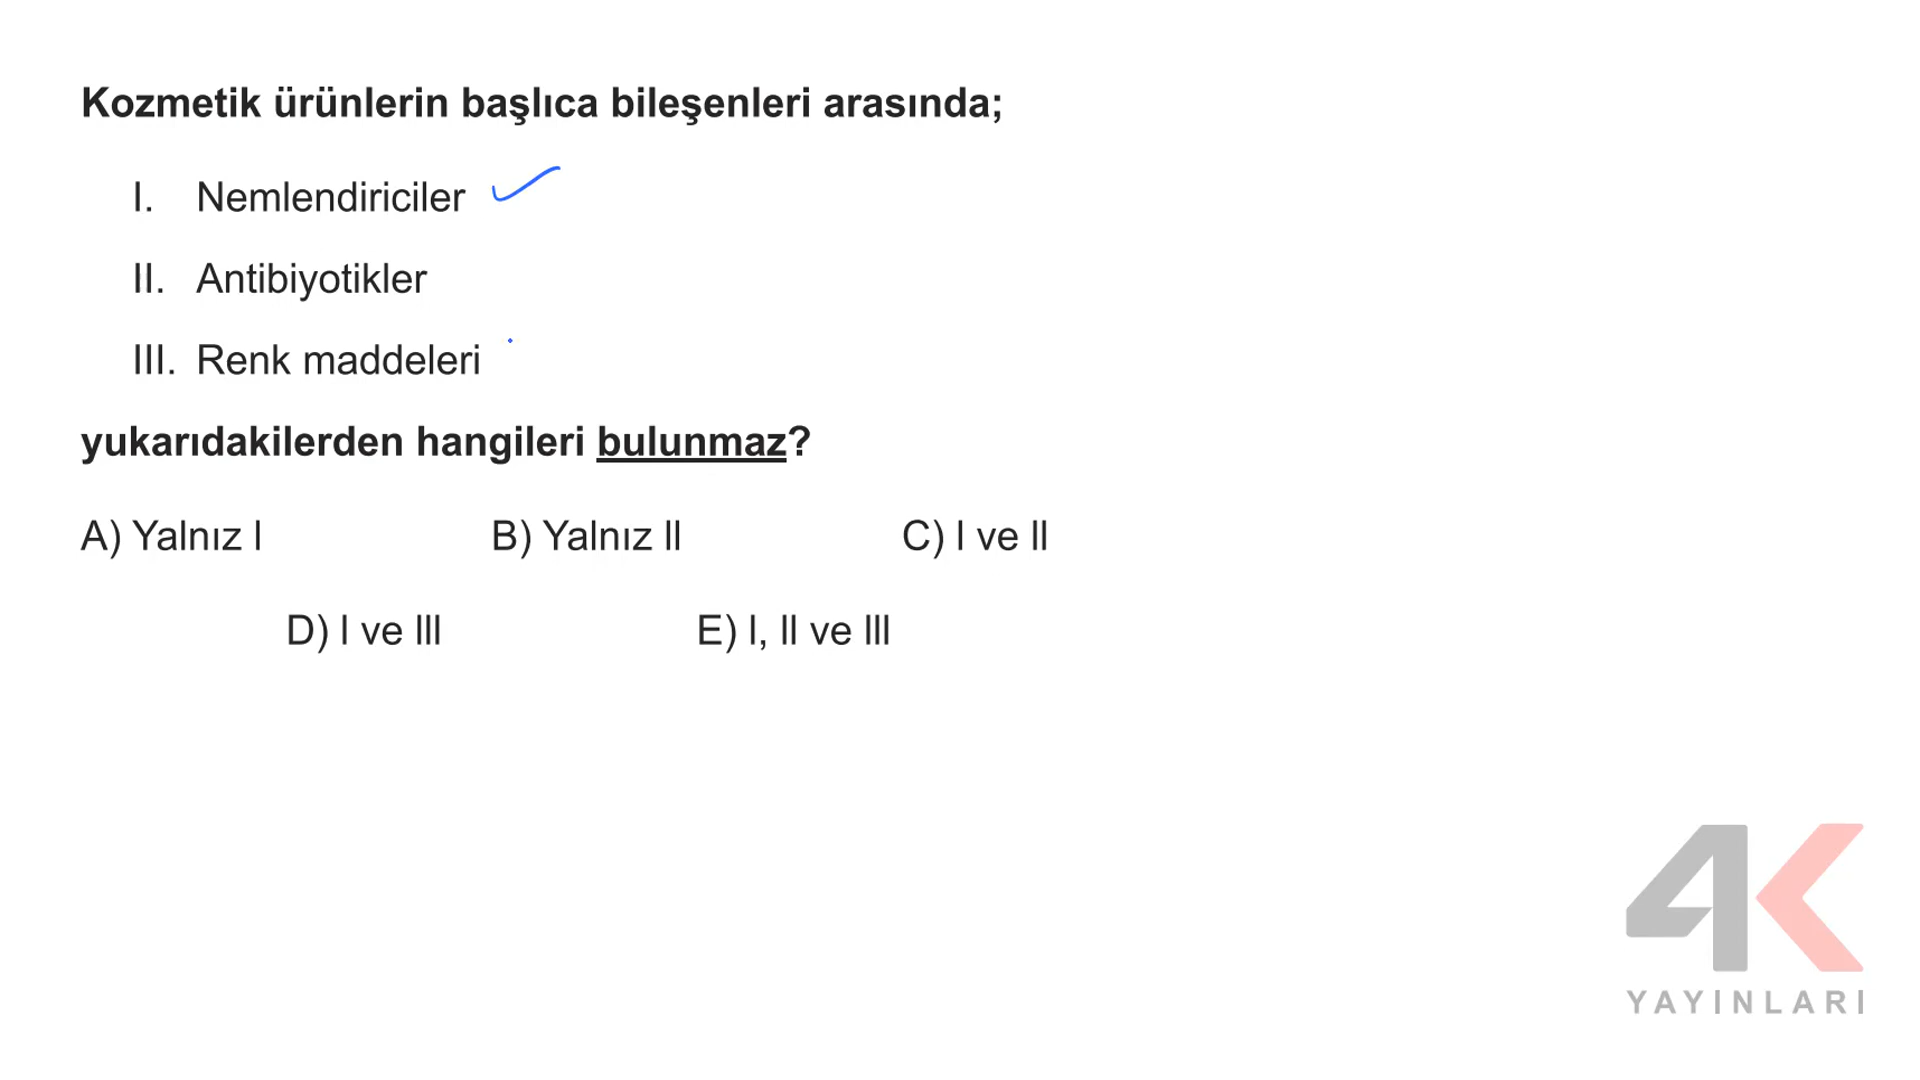 Kozmetik ürünlerin başlıca bileşenleri arasında;
I. Nemlendiriciler
II. Antibiyotikler
III. Renk maddeleri
yukarıdakilerden hangileri bulunmaz?
A) Yalnız I B) Yalnız II C) I ve II
D) I ve III E) I, II ve III
4K
YAYINLARI